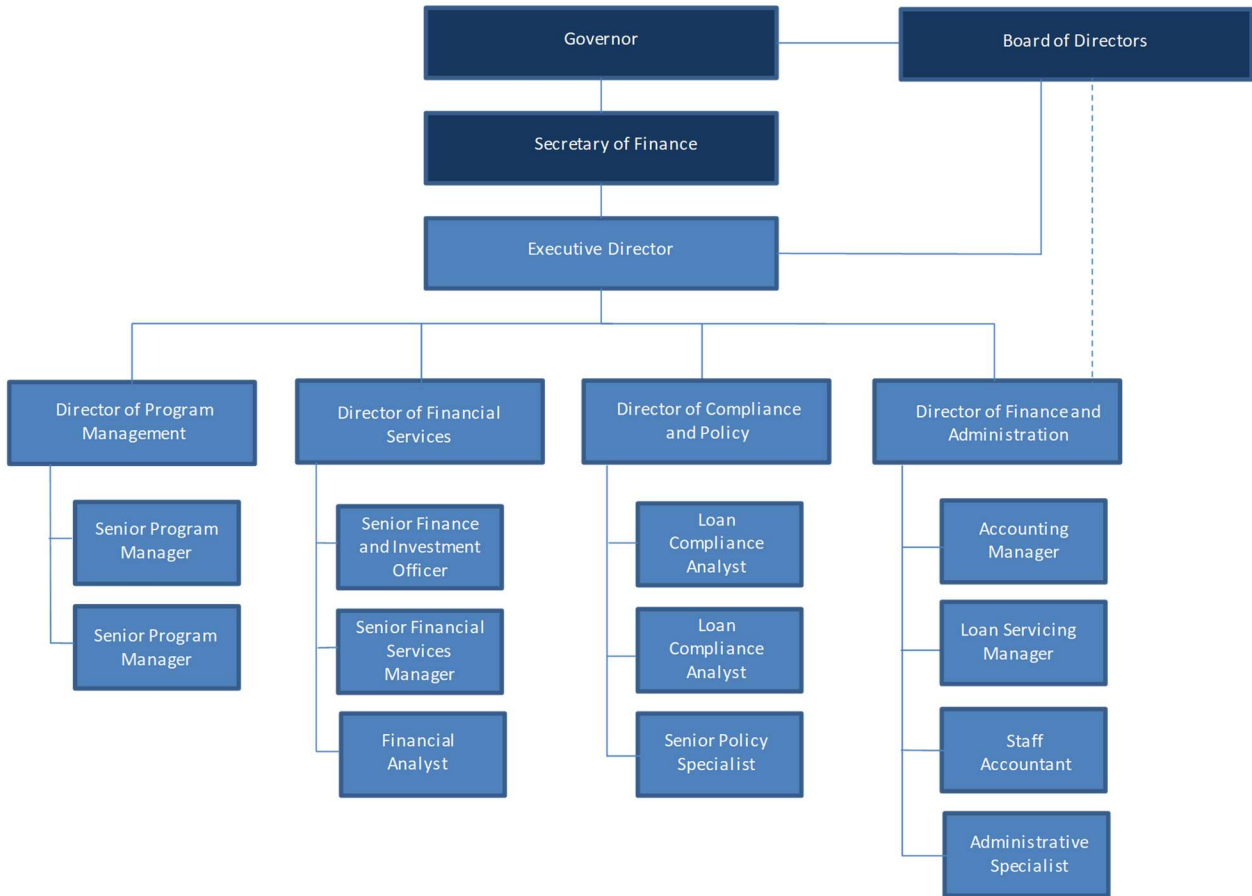 Governor
Board of Directors
Secretary of Finance
Executive Director
Director of Program
Management
Director of Financial
Services
Director of Compliance
and Policy
Director of Finance and
Administration
Senior Program
Manager
Senior Program
Manager
Senior Finance
and Investment
Officer
Senior Financial
Services
Manager
Financial
Analyst
Loan
Compliance
Analyst
Loan
Compliance
Analyst
Senior Policy
Specialist
Accounting
Manager
Loan Servicing
Manager
Staff
Accountant
Administrative
Specialist